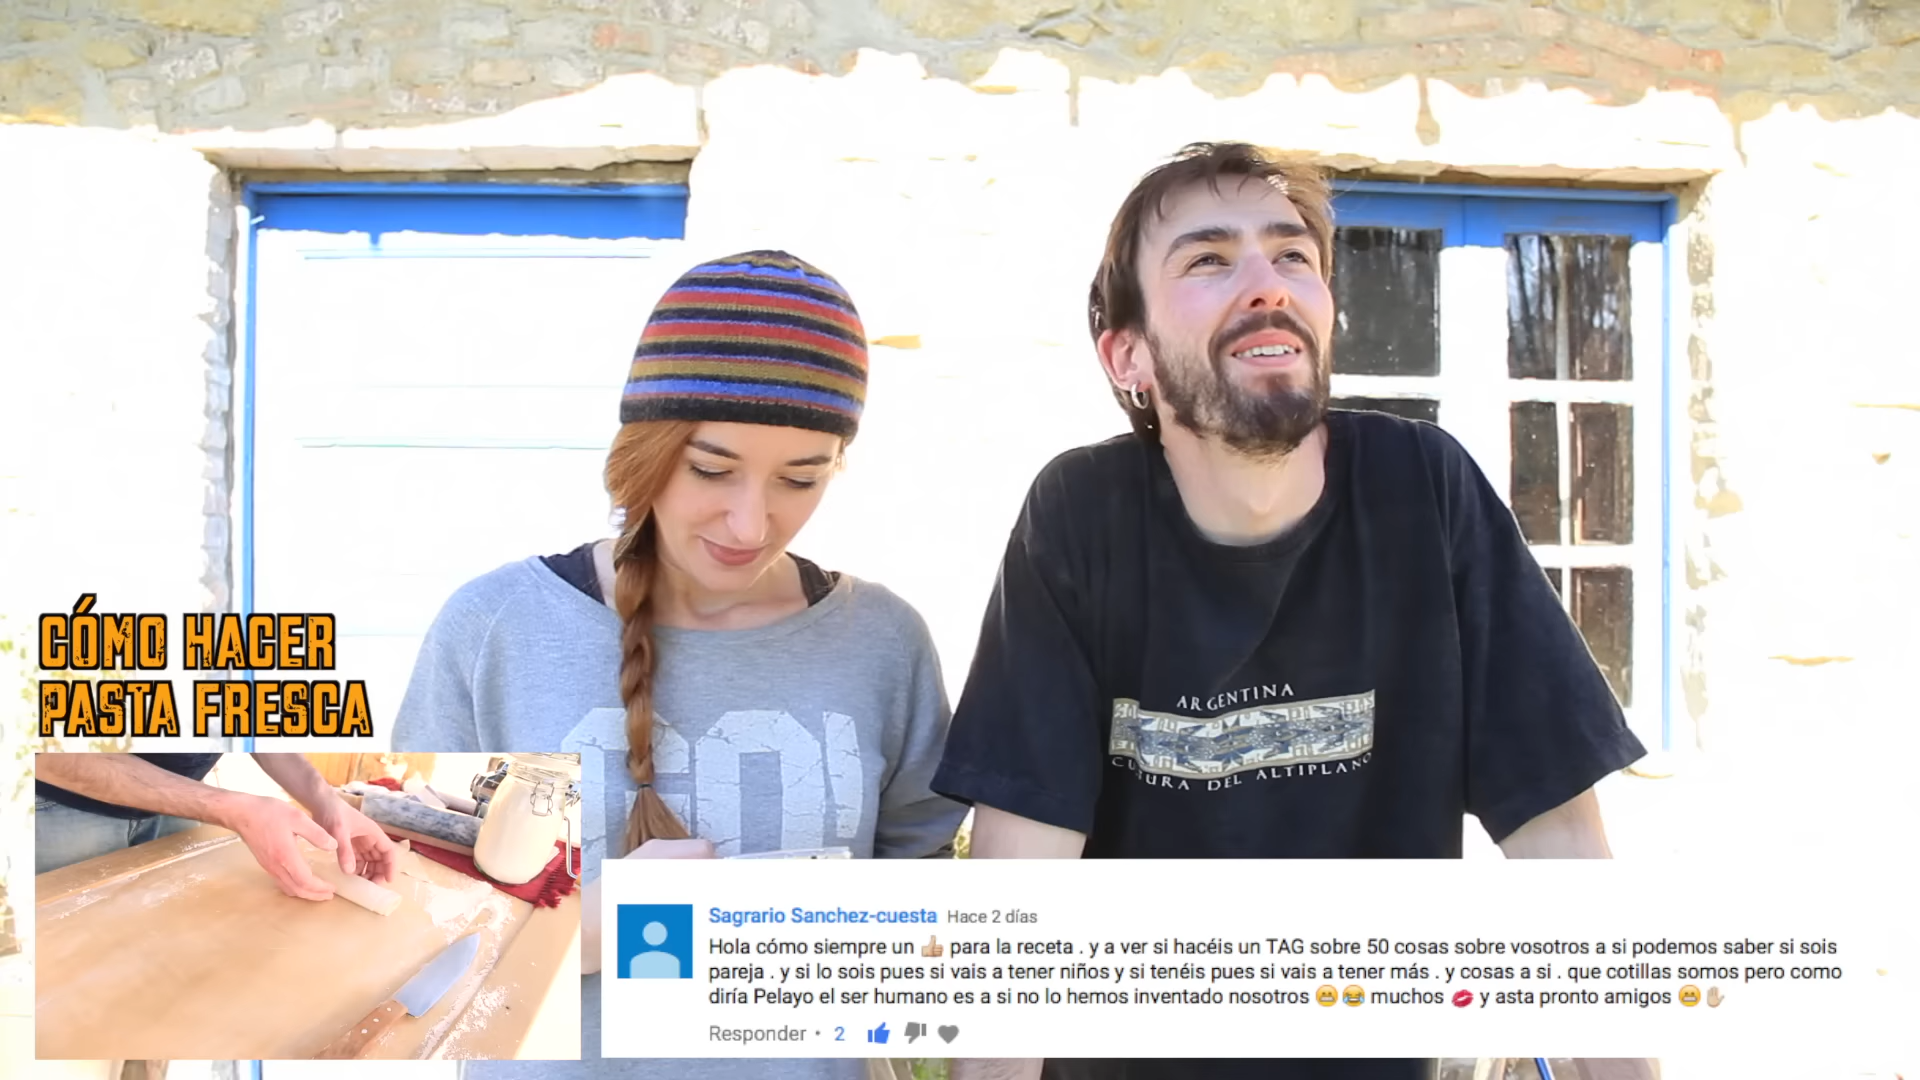 CÓMO HACER
PASTA FRESCA
ARGENTINA
CULTURA DEL ALTIPLANO
Sagrario Sanchez-cuesta Hace 2 días
Hola cómo siempre un 👍🏼 para la receta . y a ver si hacéis un TAG sobre 50 cosas sobre vosotros a si podemos saber si sois
pareja . y si lo sois pues si vais a tener niños y si tenéis pues si vais a tener más . y cosas a si . que cotillas somos pero como
diría Pelayo el ser humano es a si no lo hemos inventado nosotros 😁😂 muchos 💋 y asta pronto amigos 😁✋🏼
Responder · 2